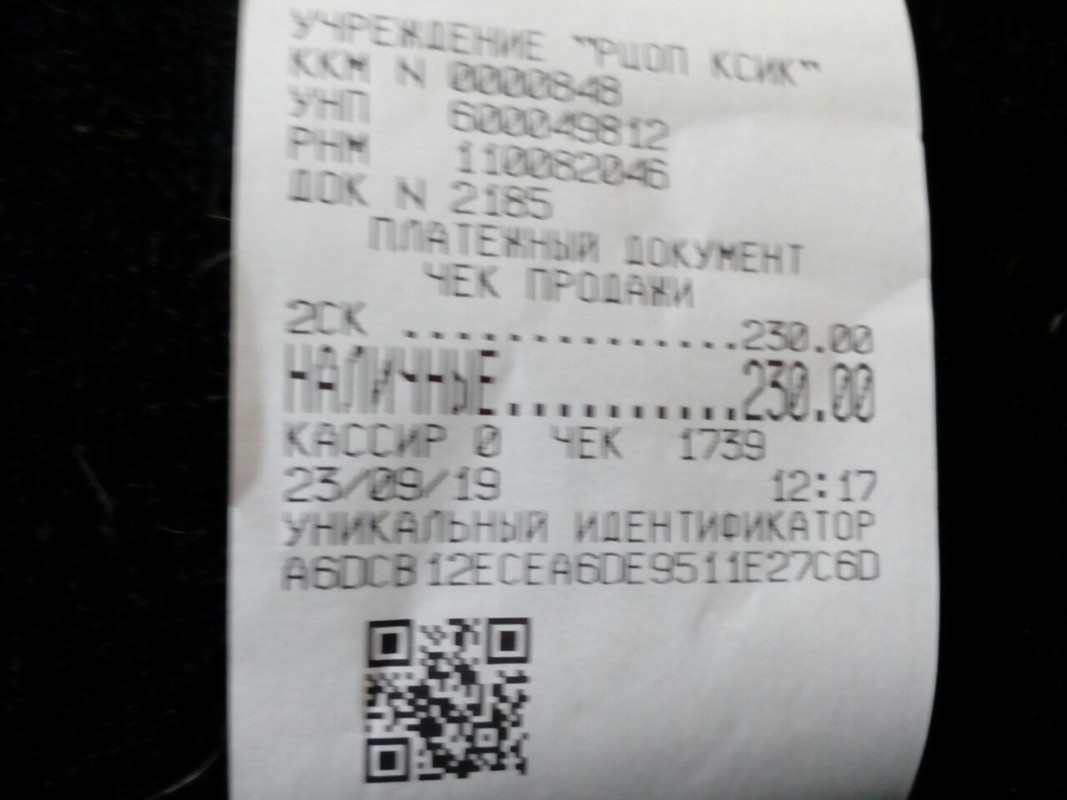 УЧРЕЖДЕНИЕ "РЦОП КСИК"
ККМ N 0000848
УНП 600049812
РНМ 110082046
ДОК N 2185
ПЛАТЕЖНЫЙ ДОКУМЕНТ
ЧЕК ПРОДАЖИ
2СК ...............230.00
НАЛИЧНЫЕ...........230.00
КАССИР 0 ЧЕК 1739
23/09/19 12:17
УНИКАЛЬНЫЙ ИДЕНТИФИКАТОР
A6DCB12ECEA6DE9511E27C6D